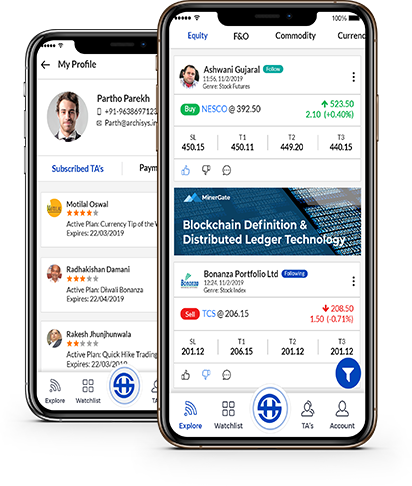 My Profile
Partho Parekh
+91-9638697123
Parth@archisys.in
Subscribed TA's
Paym
Motilal Oswal
Active Plan: Currency Tip of the W
Expires: 22/03/2019
Radhakishan Damani
Active Plan: Diwali Bonanza
Expires: 22/04/2019
Rakesh Jhunjhunwala
Active Plan: Quick Hike Trading
Expires:
Explore
Watchlist
TA
100%
Equity
F&O
Commodity
Currenc
Ashwani Gujaral Follow
11:56, 11/2/2019
Genre: Stock Futures
Buy NESCO @ 392.50
523.50
2.10 (+0.40%)
SL T1 T2 T3
450.15 450.11 449.20 440.15
MinerGate
Blockchain Definition &
Distributed Ledger Technology
Bonanza
Bonanza Portfolio Ltd Following
12:24, 11/2/2019
Genre: Stock Index
Sell TCS @ 206.15
208.50
1.50 (-0.71%)
SL T1 T2 T3
201.12 206.15 201.12 201.12
Explore
Watchlist
TA's
Account